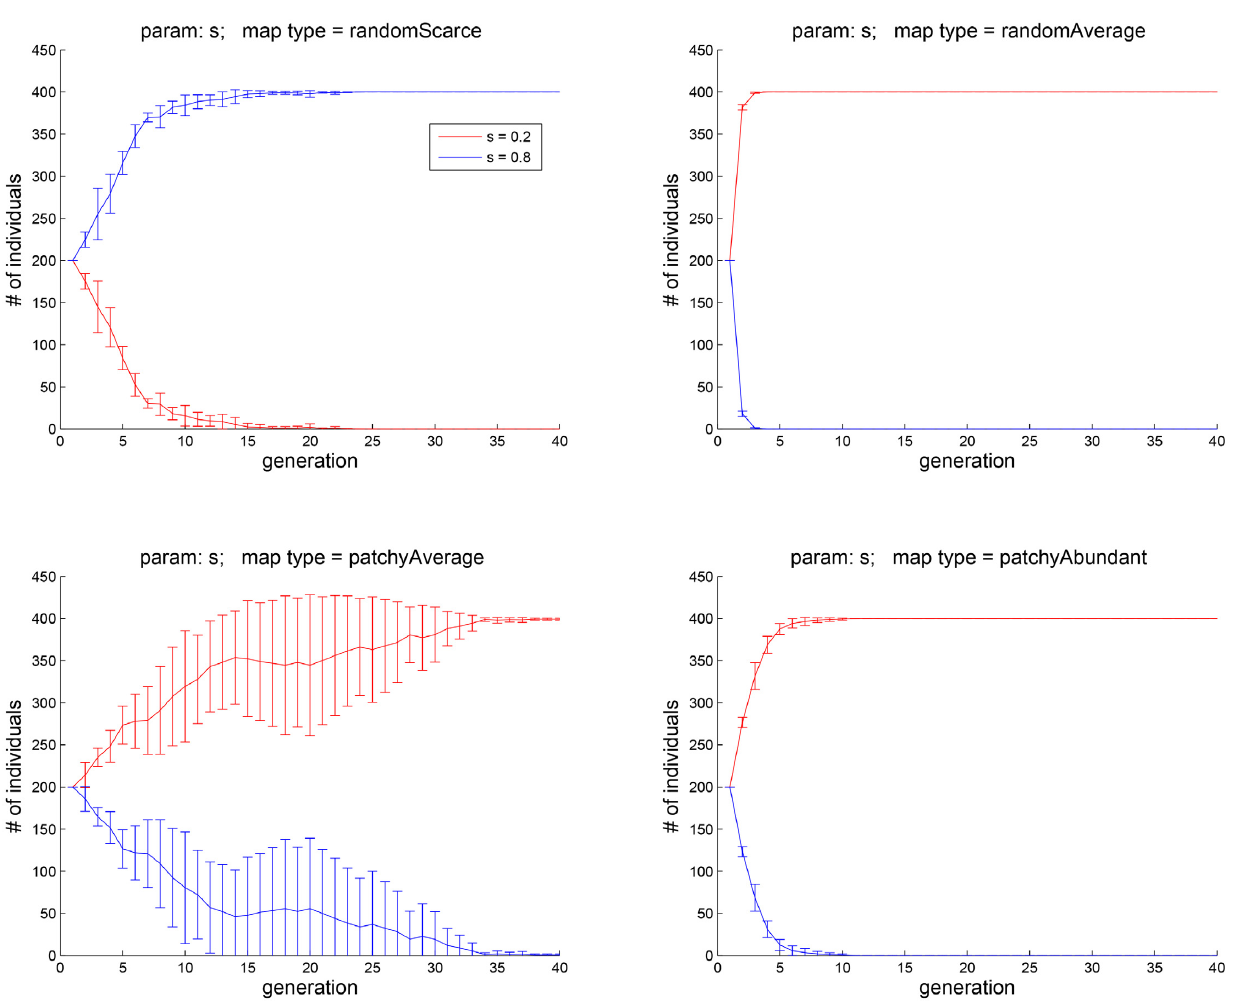 param: s; map type = randomScarce
450
400
350
300
250
200
150
100
50
0
# of individuals
s = 0.2
s = 0.8
0 5 10 15 20 25 30 35 40
generation
param: s; map type = randomAverage
450
400
350
300
250
200
150
100
50
0
# of individuals
0 5 10 15 20 25 30 35 40
generation
param: s; map type = patchyAverage
450
400
350
300
250
200
150
100
50
0
# of individuals
0 5 10 15 20 25 30 35 40
generation
param: s; map type = patchyAbundant
450
400
350
300
250
200
150
100
50
0
# of individuals
0 5 10 15 20 25 30 35 40
generation